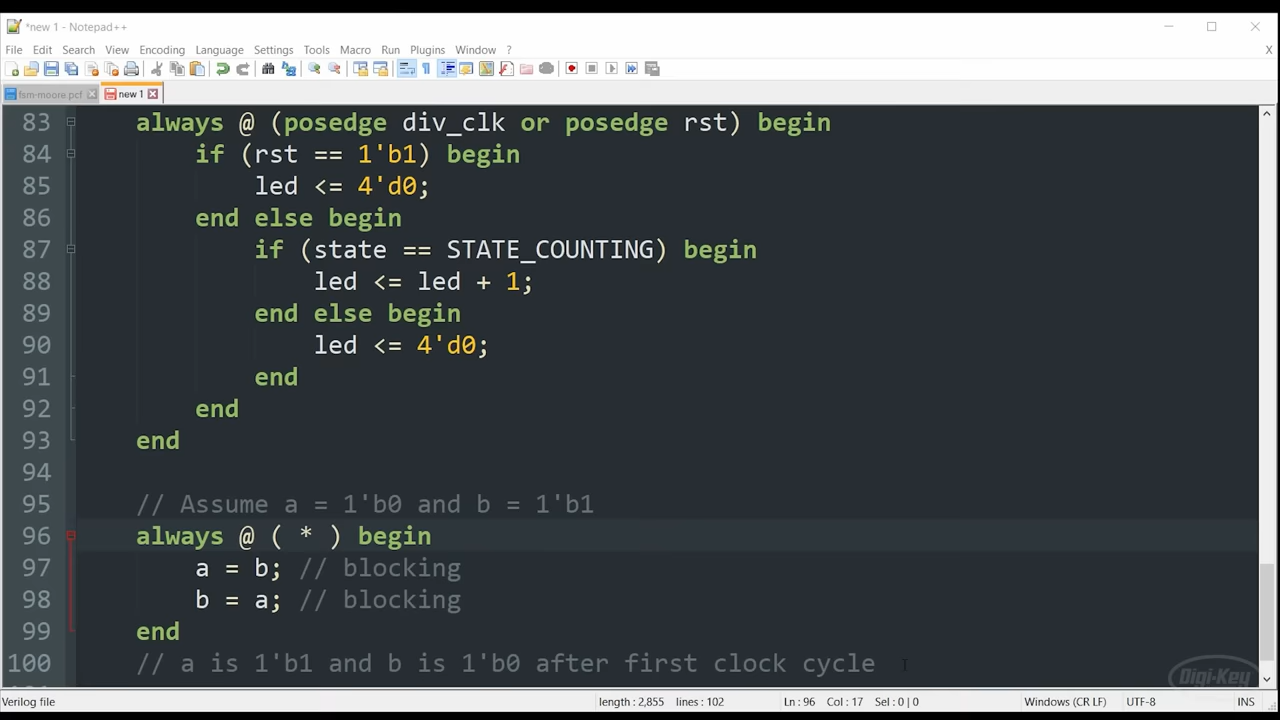 *new 1 - Notepad++
File Edit Search View Encoding Language Settings Tools Macro Run Plugins Window ? X
fsm-moore.pcf new 1
83 always @ (posedge div_clk or posedge rst) begin
84 if (rst == 1'b1) begin
85 led <= 4'd0;
86 end else begin
87 if (state == STATE_COUNTING) begin
88 led <= led + 1;
89 end else begin
90 led <= 4'd0;
91 end
92 end
93 end
94
95 // Assume a = 1'b0 and b = 1'b1
96 always @ ( * ) begin
97 a = b; // blocking
98 b = a; // blocking
99 end
100 // a is 1'b1 and b is 1'b0 after first clock cycle
Digi-Key
Verilog file length : 2,855 lines : 102 Ln : 96 Col : 17 Sel : 0 | 0 Windows (CR LF) UTF-8 INS